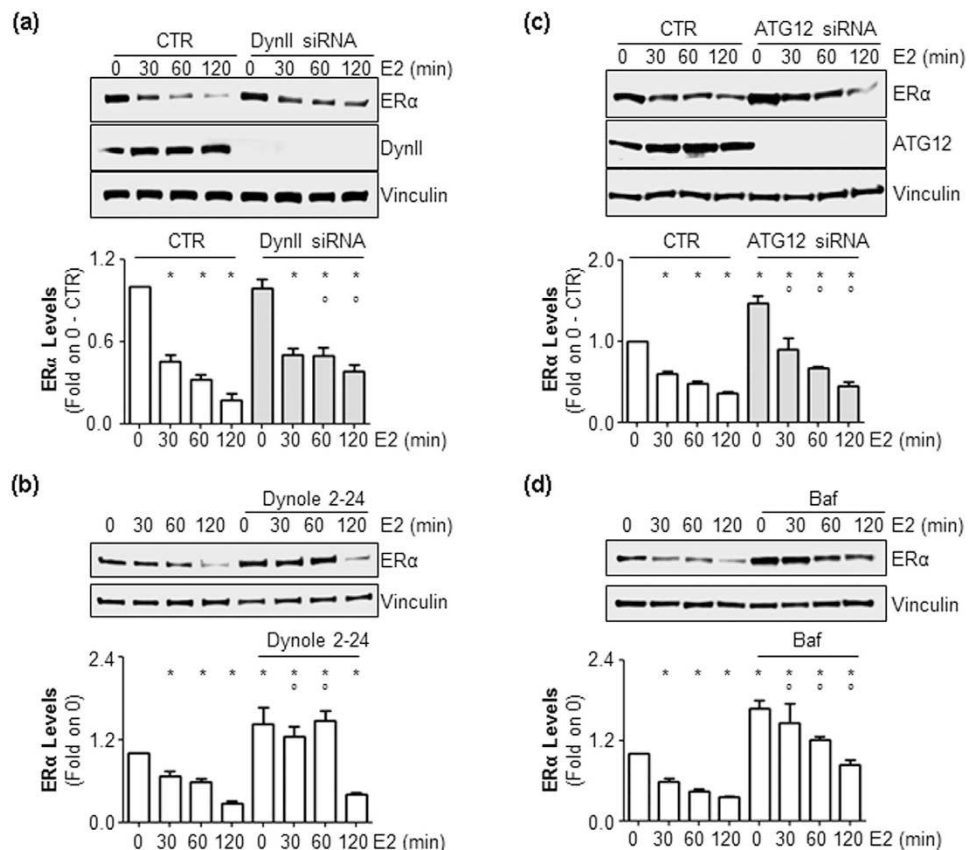 (a)
CTR DynII siRNA
0 30 60 120 0 30 60 120 E2 (min)
ERα
DynII
Vinculin
CTR DynII siRNA
* * * * * *
° °
1.2
0.6
0.0
ERα Levels
(Fold on 0 - CTR)
0 30 60 120 0 30 60 120 E2 (min)
(b)
Dynole 2-24
0 30 60 120 0 30 60 120 E2 (min)
ERα
Vinculin
Dynole 2-24
* * * * * * *
° °
2.4
1.2
0.0
ERα Levels
(Fold on 0)
0 30 60 120 0 30 60 120 E2 (min)
(c)
CTR ATG12 siRNA
0 30 60 120 0 30 60 120 E2 (min)
ERα
ATG12
Vinculin
CTR ATG12 siRNA
* * * * * * *
° ° °
2.0
1.0
0.0
ERα Levels
(Fold on 0 - CTR)
0 30 60 120 0 30 60 120 E2 (min)
(d)
Baf
0 30 60 120 0 30 60 120 E2 (min)
ERα
Vinculin
Baf
* * * * * * *
° ° °
2.4
1.2
0.0
ERα Levels
(Fold on 0)
0 30 60 120 0 30 60 120 E2 (min)